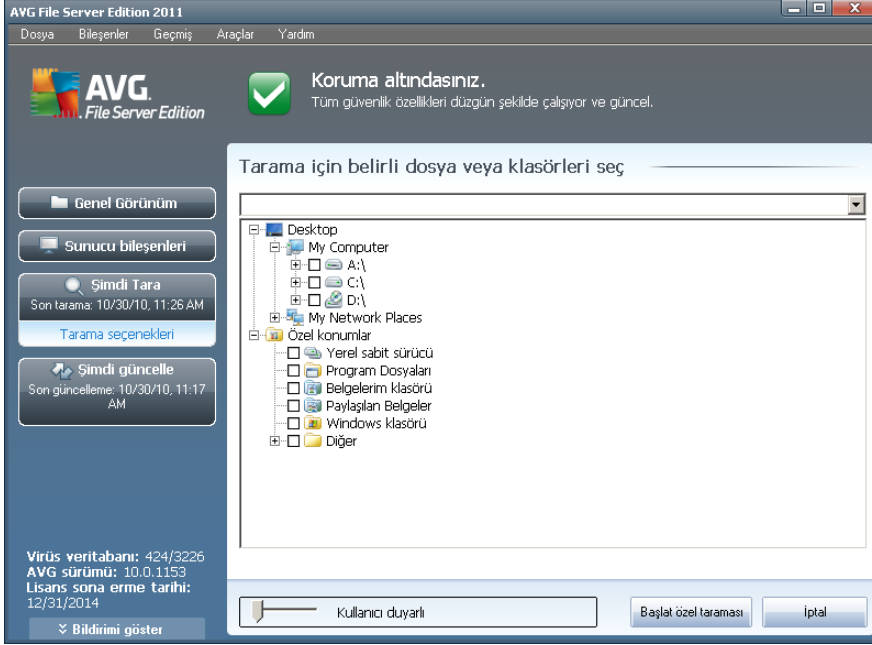 AVG File Server Edition 2011
Dosya Bileşenler Geçmiş Araçlar Yardım
AVG.
File Server Edition
Koruma altındasınız.
Tüm güvenlik özellikleri düzgün şekilde çalışıyor ve güncel.
Genel Görünüm
Sunucu bileşenleri
Şimdi Tara
Son tarama: 10/30/10, 11:26 AM
Tarama seçenekleri
Şimdi güncelle
Son güncelleme: 10/30/10, 11:17
AM
Virüs veritabanı: 424/3226
AVG sürümü: 10.0.1153
Lisans sona erme tarihi:
12/31/2014
Bildirimi göster
Tarama için belirli dosya veya klasörleri seç
Desktop
My Computer
A:\
C:\
D:\
My Network Places
Özel konumlar
Yerel sabit sürücü
Program Dosyaları
Belgelerim klasörü
Paylaşılan Belgeler
Windows klasörü
Diğer
Kullanıcı duyarlı
Başlat özel taraması
İptal